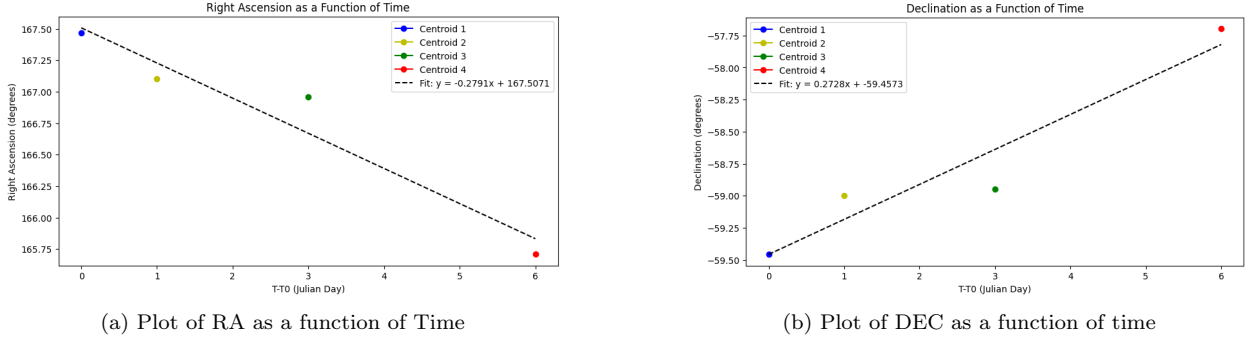 Right Ascension as a Function of Time
Right Ascension (degrees)
167.50
167.25
167.00
166.75
166.50
166.25
166.00
165.75
Centroid 1
Centroid 2
Centroid 3
Centroid 4
Fit: y = -0.2791x + 167.5071
0 1 2 3 4 5 6
T-T0 (Julian Day)
(a) Plot of RA as a function of Time
Declination as a Function of Time
Declination (degrees)
−57.75
−58.00
−58.25
−58.50
−58.75
−59.00
−59.25
−59.50
Centroid 1
Centroid 2
Centroid 3
Centroid 4
Fit: y = 0.2728x + -59.4573
0 1 2 3 4 5 6
T-T0 (Julian Day)
(b) Plot of DEC as a function of time